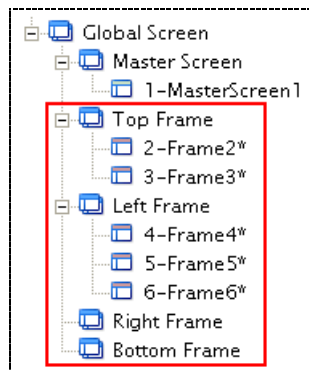 Global Screen
Master Screen
1-MasterScreen1
Top Frame
2-Frame2*
3-Frame3*
Left Frame
4-Frame4*
5-Frame5*
6-Frame6*
Right Frame
Bottom Frame